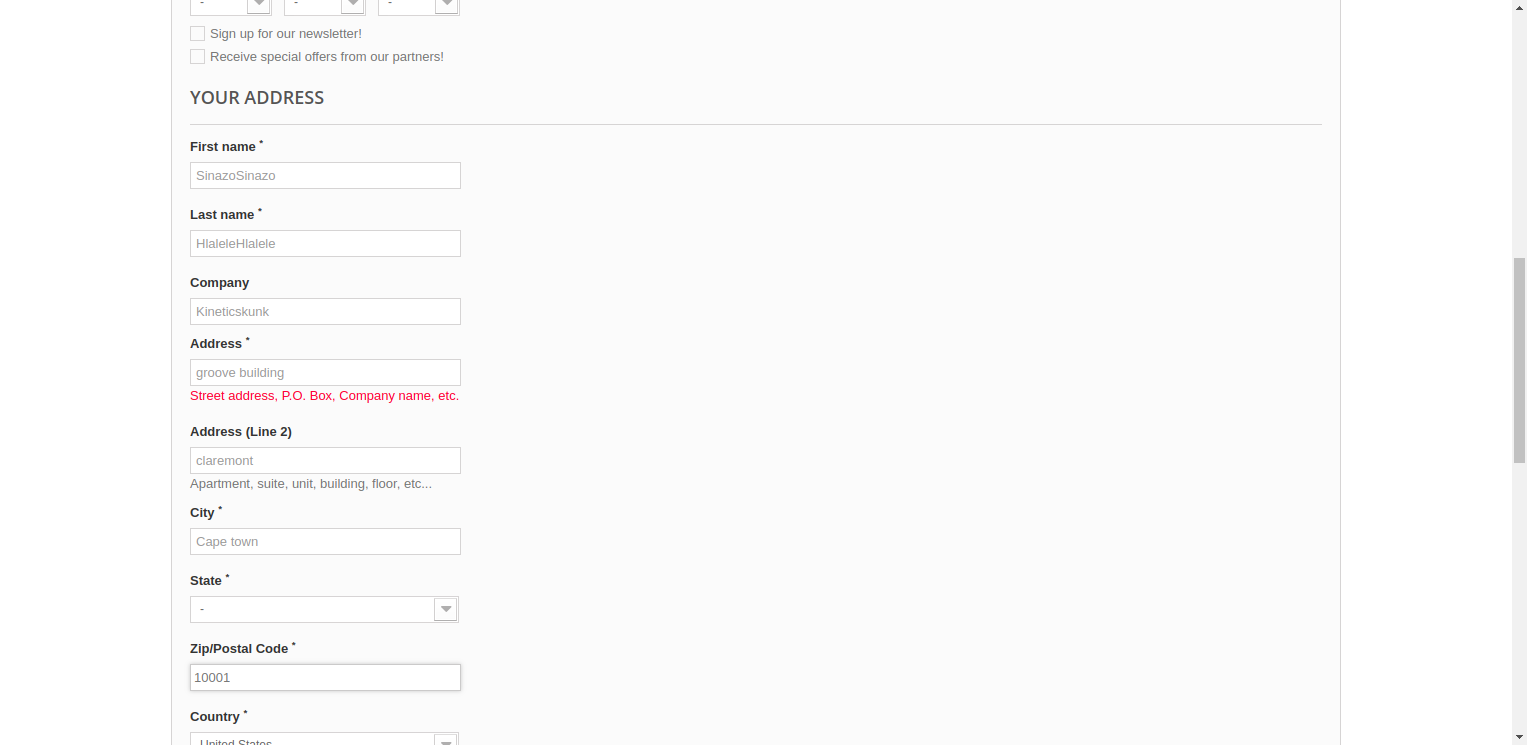 - - -
Sign up for our newsletter!
Receive special offers from our partners!
YOUR ADDRESS
First name *
SinazoSinazo
Last name *
HlaleleHlalele
Company
Kineticskunk
Address *
groove building
Street address, P.O. Box, Company name, etc.
Address (Line 2)
claremont
Apartment, suite, unit, building, floor, etc...
City *
Cape town
State *
-
Zip/Postal Code *
10001
Country *
United States